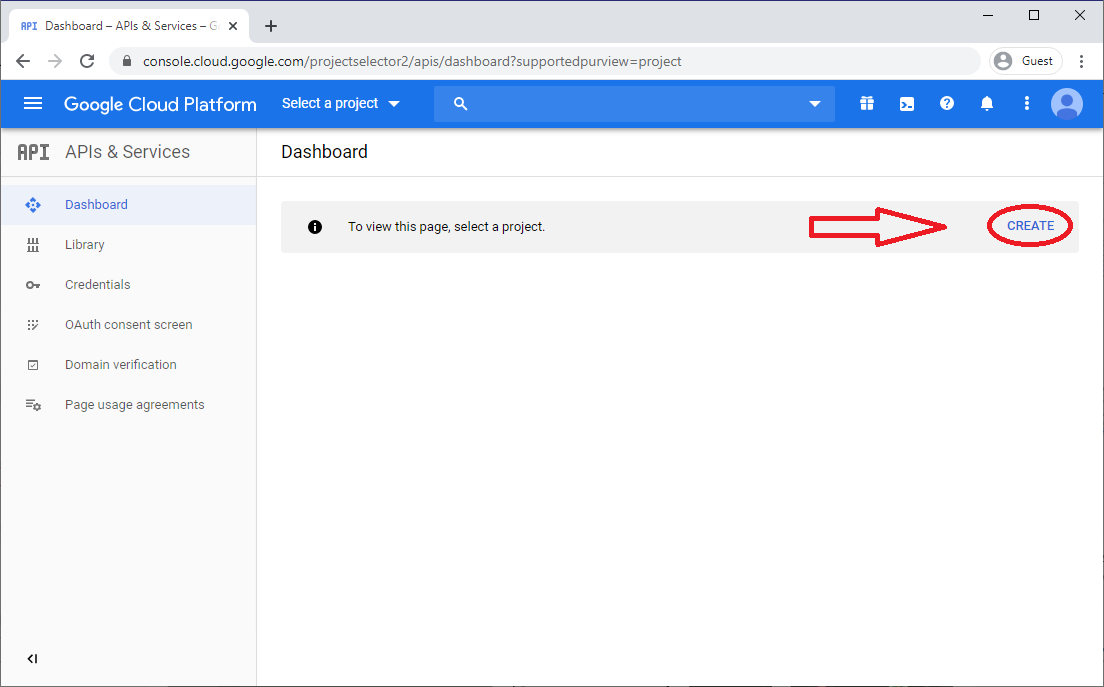 API Dashboard – APIs & Services – G
console.cloud.google.com/projectselector2/apis/dashboard?supportedpurview=project
Guest
Google Cloud Platform
Select a project
API APIs & Services
Dashboard
Dashboard
Library
Credentials
OAuth consent screen
Domain verification
Page usage agreements
To view this page, select a project.
CREATE